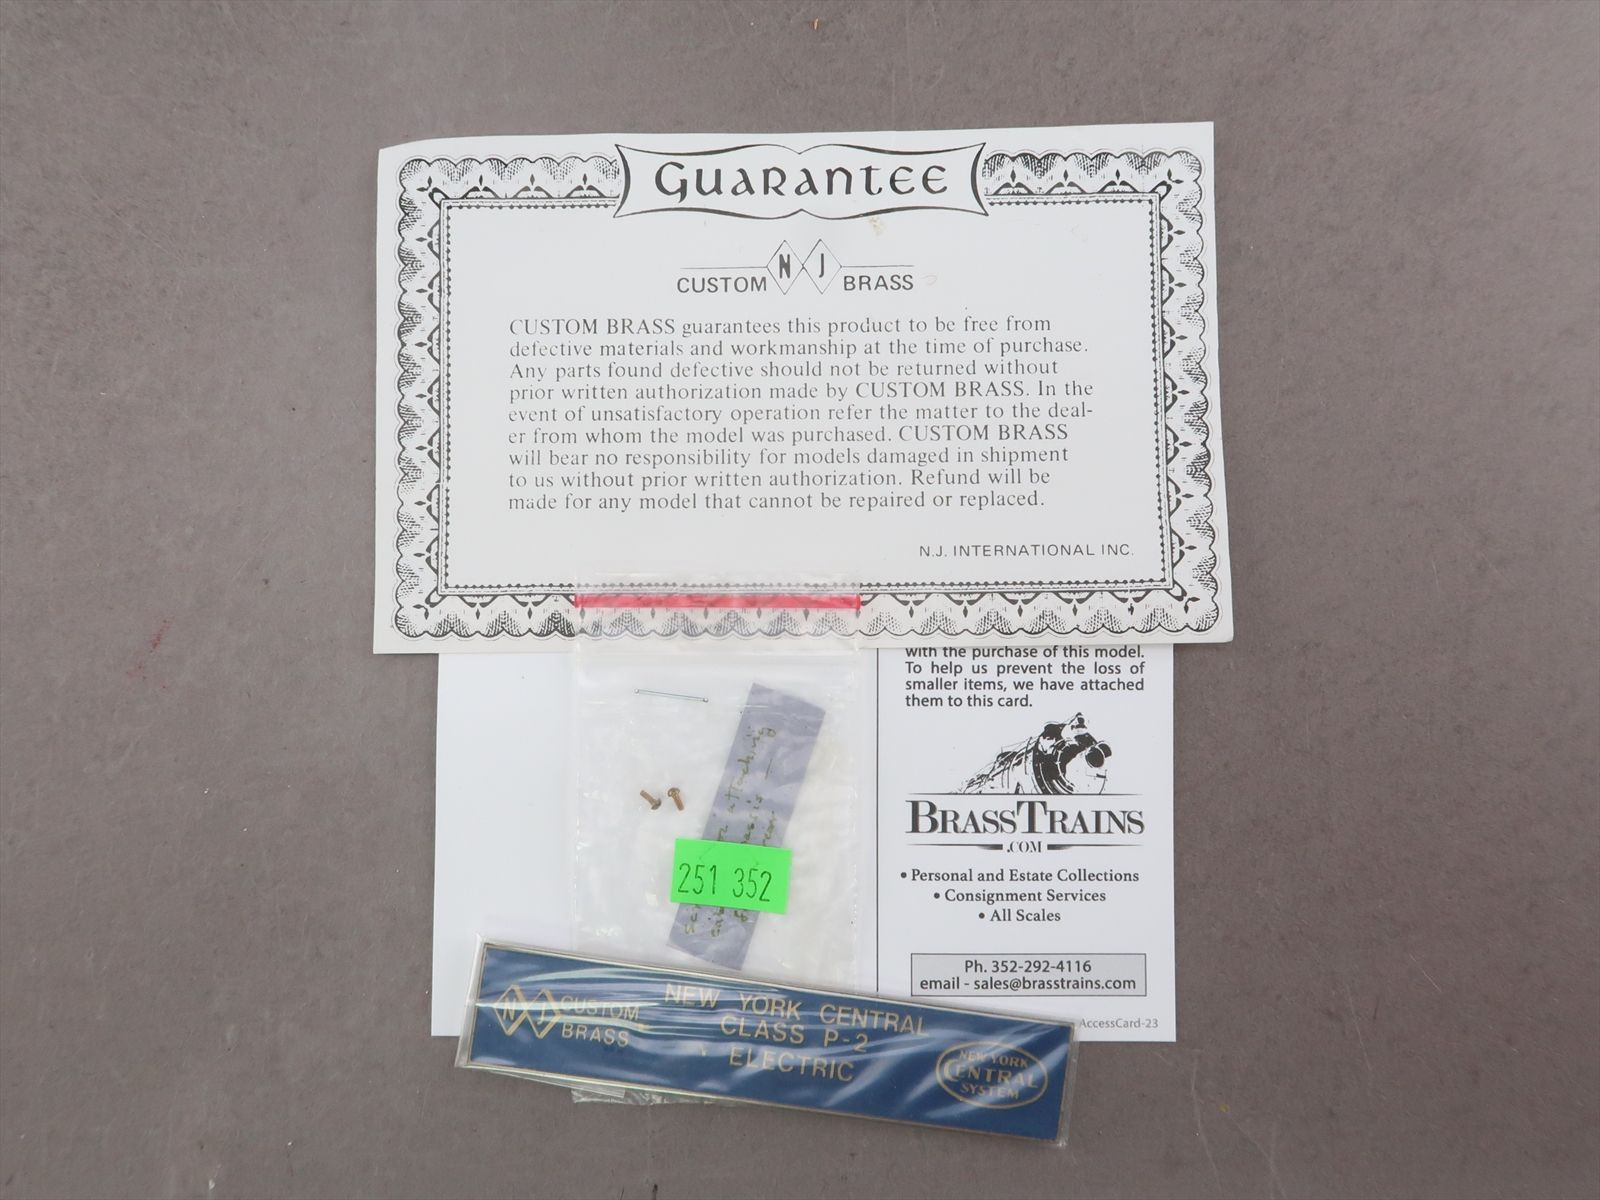 GUARANTEE
CUSTOM NJ BRASS
CUSTOM BRASS guarantees this product to be free from
defective materials and workmanship at the time of purchase.
Any parts found defective should not be returned without
prior written authorization made by CUSTOM BRASS. In the
event of unsatisfactory operation refer the matter to the deal-
er from whom the model was purchased. CUSTOM BRASS
will bear no responsibility for models damaged in shipment
to us without prior written authorization. Refund will be
made for any model that cannot be repaired or replaced.
N.J. INTERNATIONAL INC.
with the purchase of this model.
To help us prevent the loss of
smaller items, we have attached
them to this card.
BRASSTRAINS
.COM
• Personal and Estate Collections
• Consignment Services
• All Scales
Ph. 352-292-4116
email - sales@brasstrains.com
AccessCard-23
attaching
251 352
NJ CUSTOM
BRASS
NEW YORK CENTRAL
CLASS P-2
ELECTRIC
NEW YORK
CENTRAL
SYSTEM